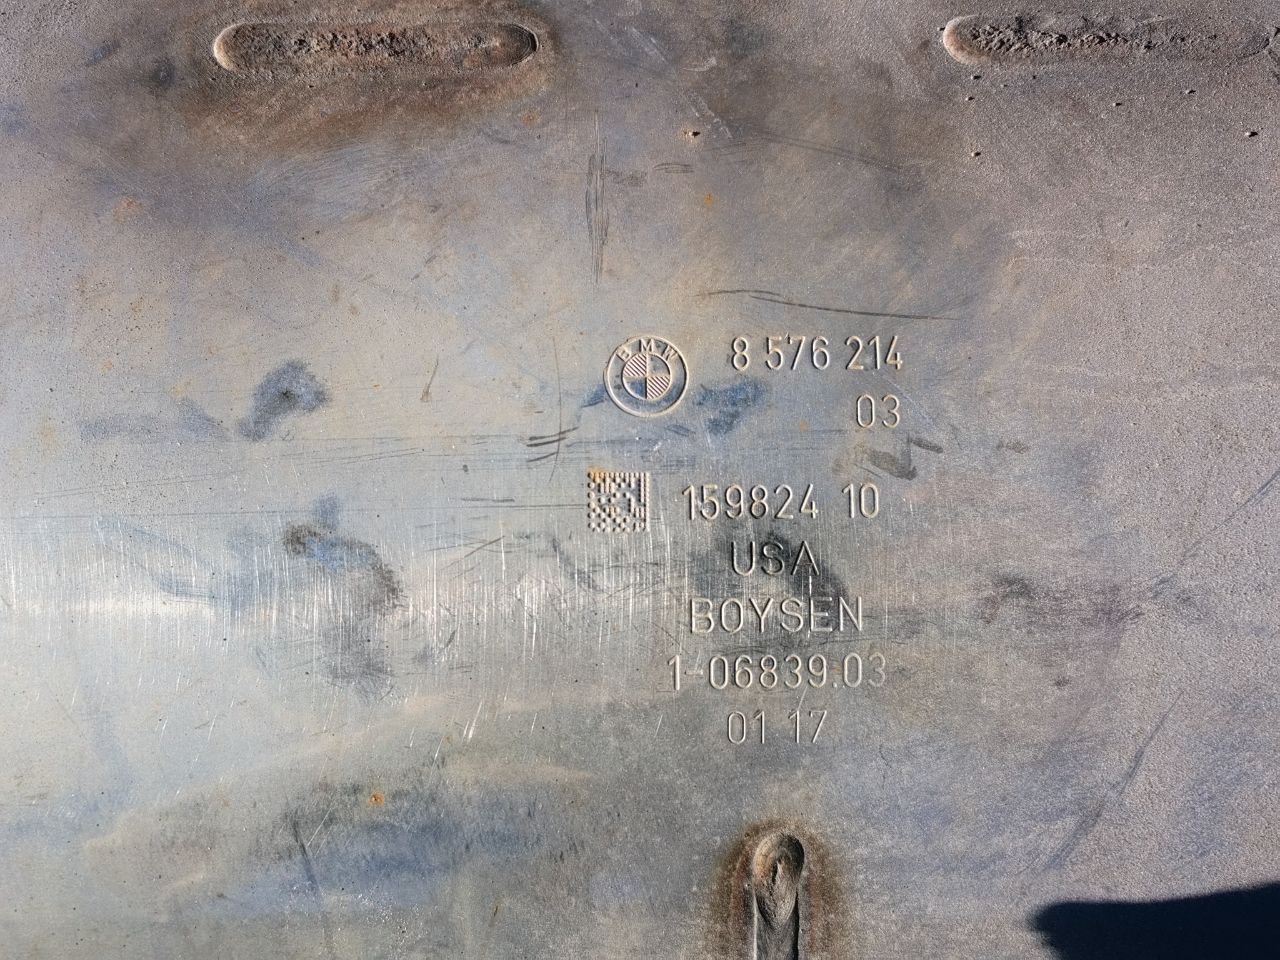 BMW
8 576 214
03
159824 10
USA
BOYSEN
1-06839.03
01 17